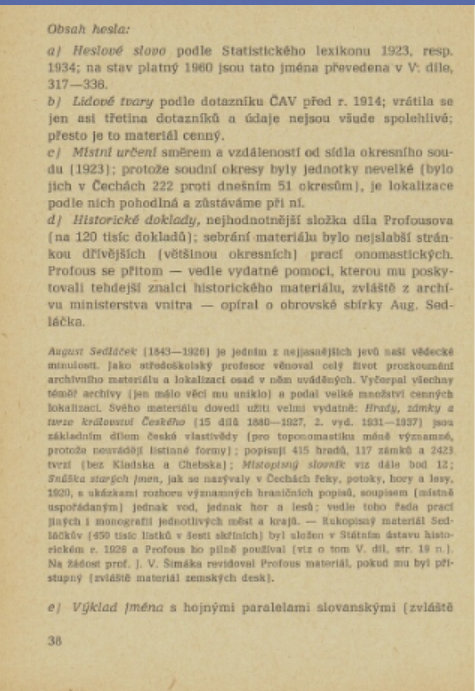 Obsah hesla:
a) Heslové slovo podle Statistického lexikonu 1923, resp.
1934; na stav platný 1960 jsou tato jména převedena v V. díle,
317—336.
b) Lidové tvary podle dotazníku ČAV před r. 1914; vrátila se
jen asi třetina dotazníků a údaje nejsou všude spolehlivé;
přesto je to materiál cenný.
c) Místní určení směrem a vzdáleností od sídla okresního sou-
du (1923); protože soudní okresy byly jednotky nevelké (bylo
jich v Čechách 222 proti dnešním 51 okresům), je lokalizace
podle nich pohodlná a zůstáváme při ní.
d) Historické doklady, nejhodnotnější složka díla Profousova
(na 120 tisíc dokladů); sebrání materiálu bylo nejslabší strán-
kou dřívějších (většinou okresních) prací onomastických.
Profous se přitom — vedle vydatné pomoci, kterou mu posky-
tovali tehdejší znalci historického materiálu, zvláště z archí-
vu ministerstva vnitra — opíral o obrovské sbírky Aug. Sed-
láčka.
August Sedláček (1843—1926) je jedním z nejjasnějších jevů naší vědecké
minulosti. Jako středoškolský profesor věnoval celý život prozkoumání
archivního materiálu a lokalizaci osad v něm uváděných. Vyčerpal všechny
téměř archívy (jen málo věcí mu uniklo) a podal velké množství cenných
lokalizací. Svého materiálu dovedl užíti velmi vydatně: Hrady, zámky a
tvrze království Českého (15 dílů 1880—1927, 2. vyd. 1931—1937) jsou
základním dílem české vlastivědy (pro toponomastiku méně významné,
protože neuvádějí listinné formy); popisují 415 hradů, 117 zámků a 2423
tvrzí (bez Kladska a Chebska); Místopisný slovník viz dále bod 12;
Snůška starých jmen, jak se nazývaly v Čechách řeky, potoky, hory a lesy,
1920, s ukázkami rozboru významných hraničních popisů, soupisem (místně
uspořádaným) jednak vod, jednak hor a lesů; vedle toho řada prací
jiných i monografií jednotlivých měst a krajů. — Rukopisný materiál Sed-
láčkův (450 tisíc lístků v šesti skříních) byl uložen v Státním ústavu histo-
rickém r. 1926 a Profous ho pilně používal (viz o tom V. díl, str. 19 n.).
Na žádost prof. J. V. Šimáka revidoval Profous materiál, pokud mu byl pří-
stupný (zvláště materiál zemských desk).
e) Výklad jména s hojnými paralelami slovanskými (zvláště
38